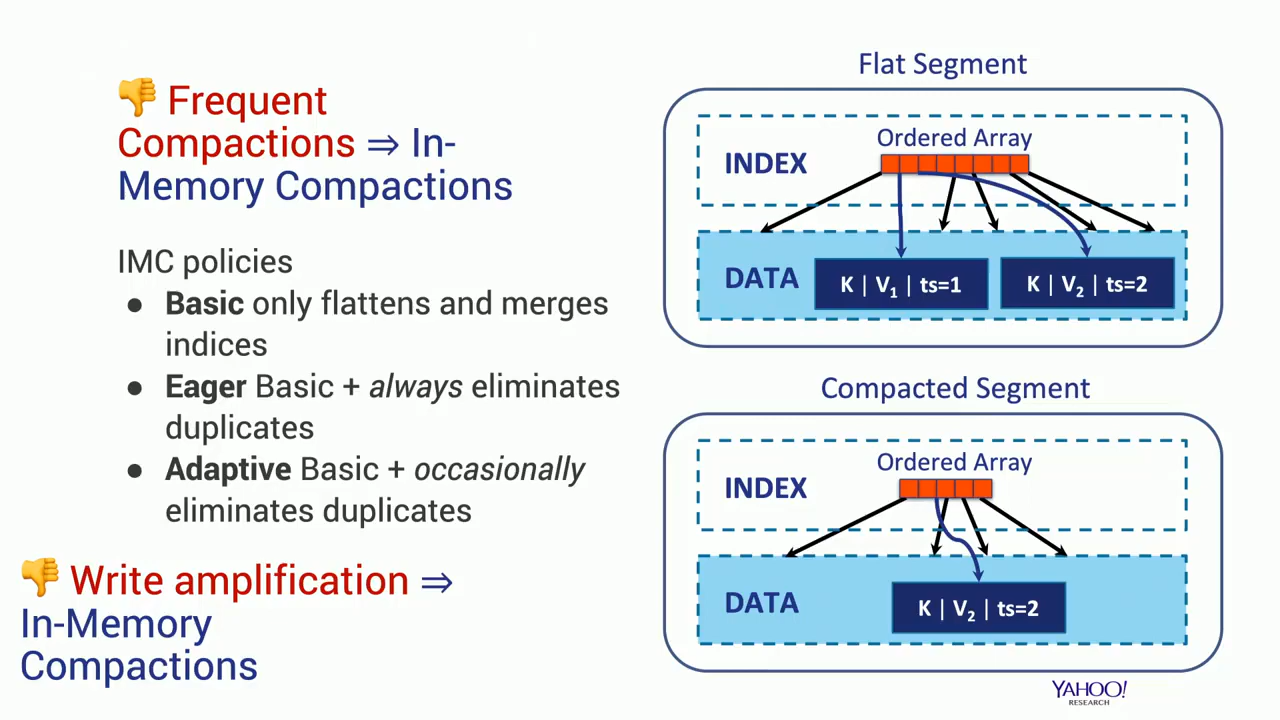 👎 Frequent
Compactions ⇒ In-
Memory Compactions
IMC policies
● Basic only flattens and merges
indices
● Eager Basic + always eliminates
duplicates
● Adaptive Basic + occasionally
eliminates duplicates
👎 Write amplification ⇒
In-Memory
Compactions
Flat Segment
Ordered Array
INDEX
DATA
K | V₁ | ts=1
K | V₂ | ts=2
Compacted Segment
Ordered Array
INDEX
DATA
K | V₂ | ts=2
YAHOO!
RESEARCH